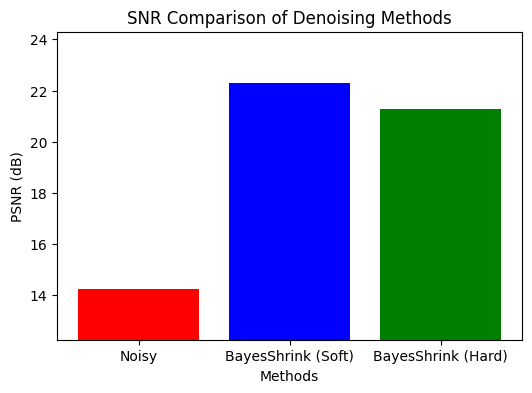 SNR Comparison of Denoising Methods
PSNR (dB)
24
22
20
18
16
14
Noisy
BayesShrink (Soft)
BayesShrink (Hard)
Methods